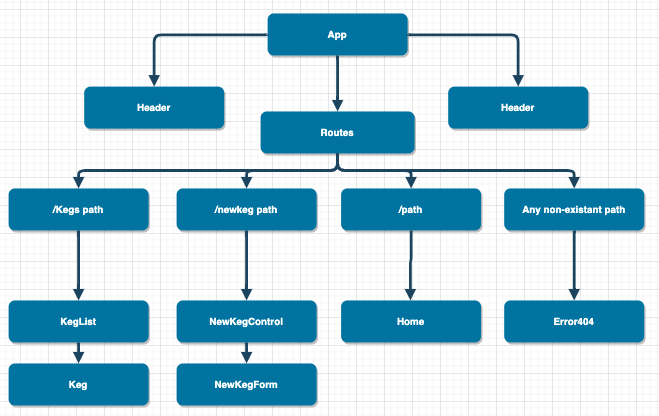 App
Header
Header
Routes
/Kegs path
/newkeg path
/path
Any non-existant path
KegList
NewKegControl
Home
Error404
Keg
NewKegForm